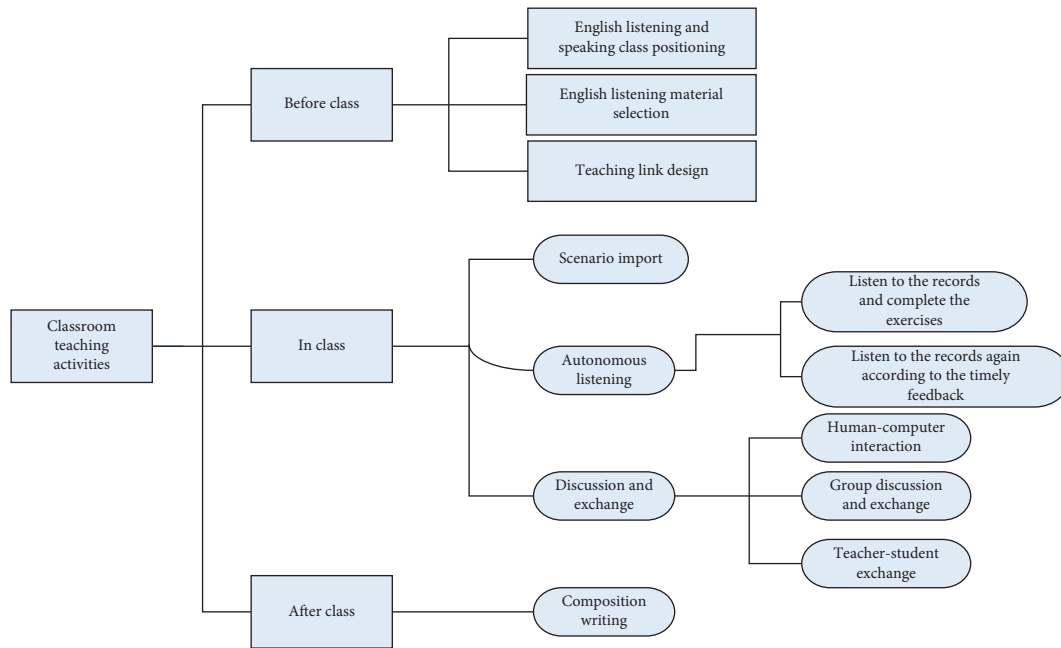 English listening and
speaking class positioning
Before class
English listening material
selection
Teaching link design
Scenario import
Listen to the records
and complete the
exercises
Classroom
teaching
activities
In class
Autonomous
listening
Listen to the records again
according to the timely
feedback
Human-computer
interaction
Discussion and
exchange
Group discussion
and exchange
Teacher-student
exchange
After class
Composition
writing